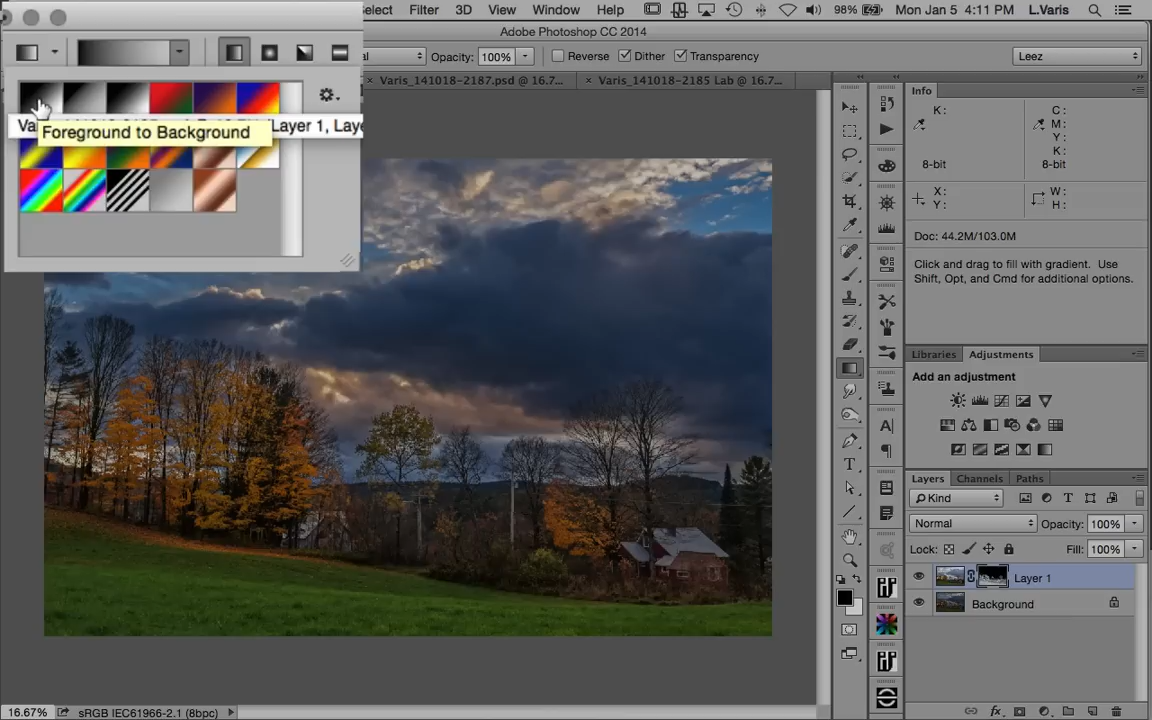 Select Filter 3D View Window Help 98% Mon Jan 5 4:11 PM L.Varis
Adobe Photoshop CC 2014
Opacity: 100% Reverse Dither Transparency Leez
× Varis_141018-2187.psd @ 16.7... × Varis_141018-2185 Lab @ 16.7...
Foreground to Background
Layer 1, Laye
Info
K:
C:
M:
Y:
K:
8-bit 8-bit
X:
Y:
W:
H:
Doc: 44.2M/103.0M
Click and drag to fill with gradient. Use
Shift, Opt, and Cmd for additional options.
Libraries Adjustments
Add an adjustment
Layers Channels Paths
Kind
Normal Opacity: 100%
Lock: Fill: 100%
Layer 1
Background
16.67% sRGB IEC61966-2.1 (8bpc)